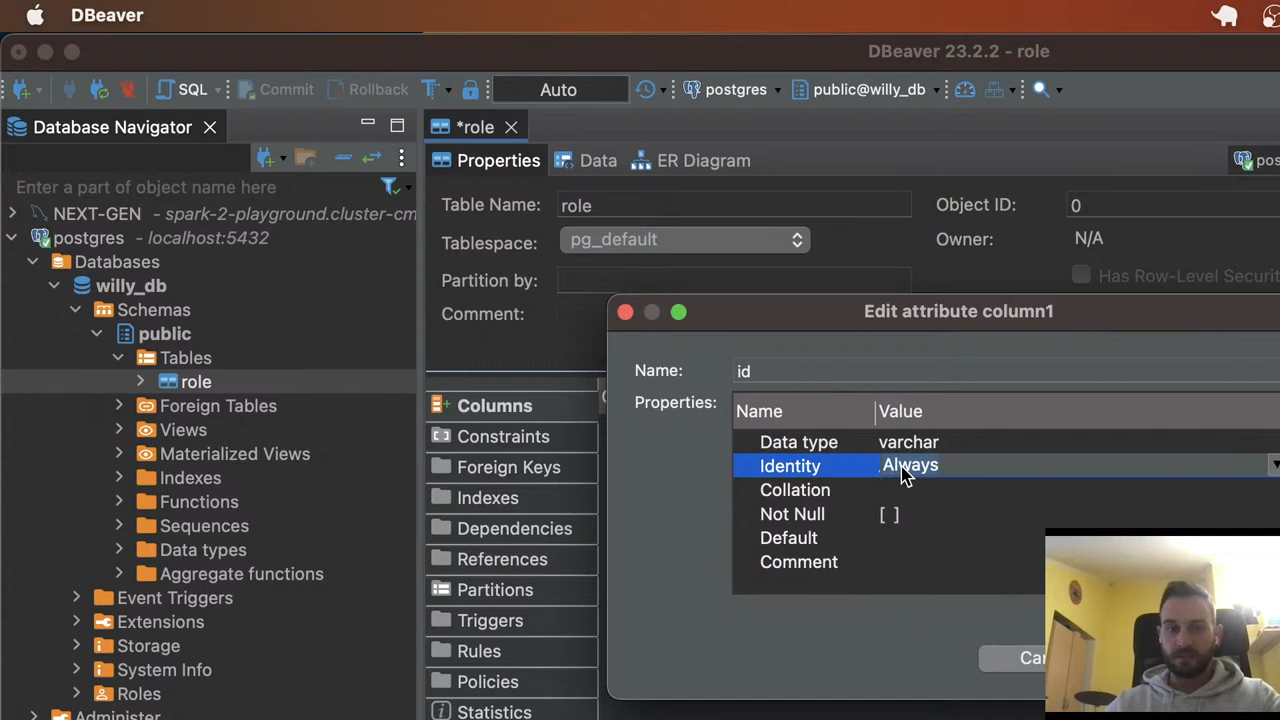 DBeaver
DBeaver 23.2.2 - role
SQL Commit Rollback Auto postgres public@willy_db
Database Navigator
*role
Properties Data ER Diagram
Enter a part of object name here
Table Name: role Object ID: 0
Tablespace: pg_default Owner: N/A
Partition by: Has Row-Level Securit
Comment:
NEXT-GEN - spark-2-playground.cluster-cm
postgres - localhost:5432
Databases
willy_db
Schemas
public
Tables
role
Foreign Tables
Views
Materialized Views
Indexes
Functions
Sequences
Data types
Aggregate functions
Event Triggers
Extensions
Storage
System Info
Roles
Administer
Columns
Constraints
Foreign Keys
Indexes
Dependencies
References
Partitions
Triggers
Rules
Policies
Statistics
Edit attribute column1
Name: id
Properties:
Name Value
Data type varchar
Identity Always
Collation
Not Null [ ]
Default
Comment